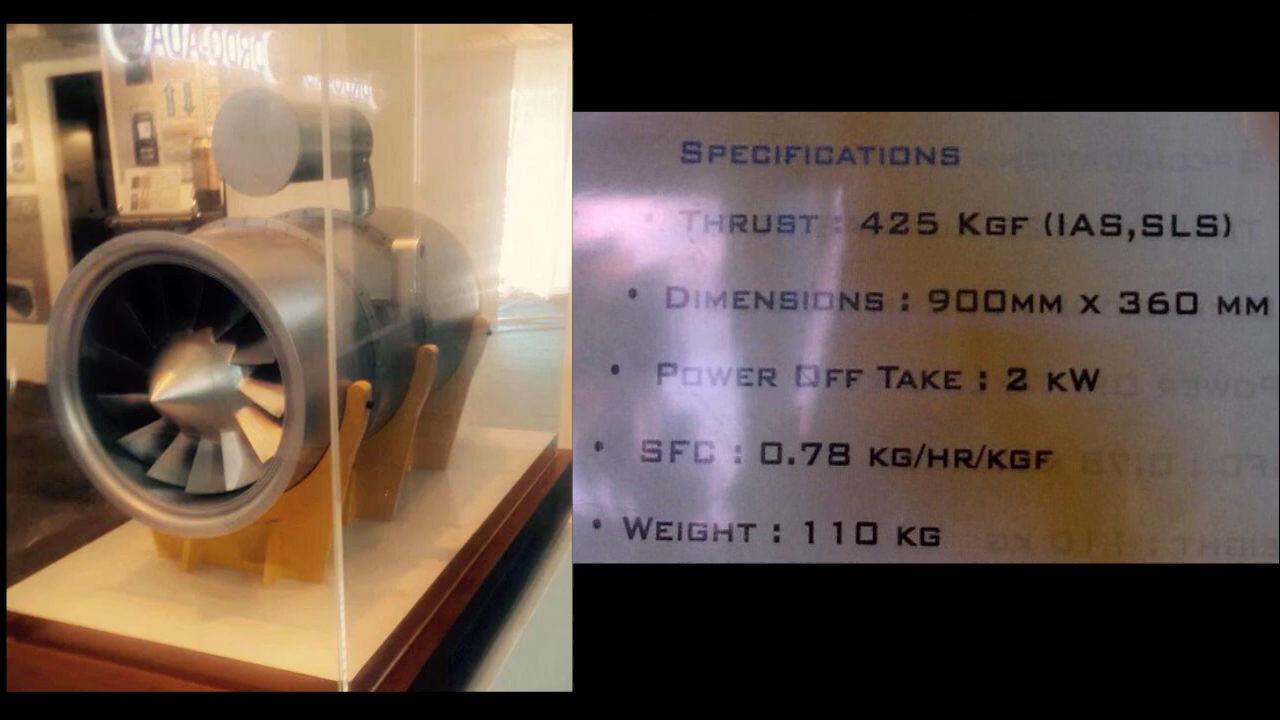 DRDO-ADA
SPECIFICATIONS
THRUST : 425 KGF (IAS,SLS)
• DIMENSIONS : 900MM X 360 MM
• POWER OFF TAKE : 2 KW
• SFC : 0.78 KG/HR/KGF
• WEIGHT : 110 KG